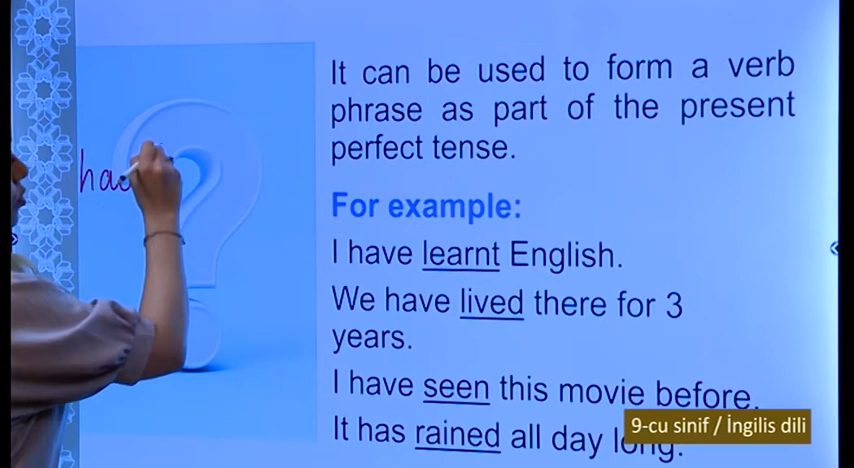 It can be used to form a verb
phrase as part of the present
perfect tense.
For example:
I have learnt English.
We have lived there for 3
years.
I have seen this movie before.
It has rained all day long.
9-cu sinif / İngilis dili